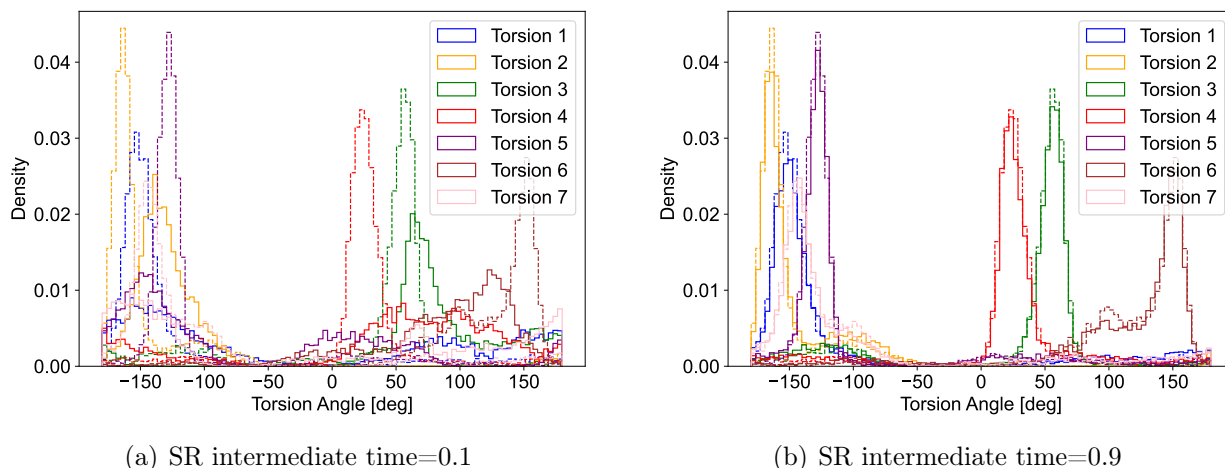 0.04
0.03
0.02
0.01
0.00
Density
−150
−100
−50
0
50
100
150
Torsion Angle [deg]
Torsion 1
Torsion 2
Torsion 3
Torsion 4
Torsion 5
Torsion 6
Torsion 7
(a) SR intermediate time=0.1
0.04
0.03
0.02
0.01
0.00
Density
−150
−100
−50
0
50
100
150
Torsion Angle [deg]
Torsion 1
Torsion 2
Torsion 3
Torsion 4
Torsion 5
Torsion 6
Torsion 7
(b) SR intermediate time=0.9